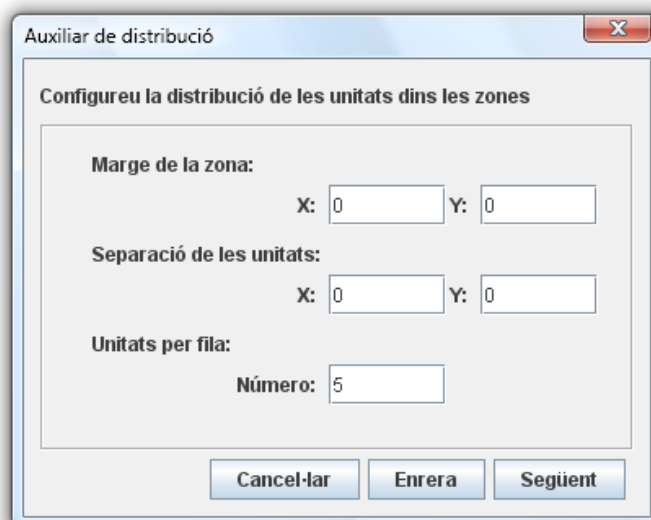 Auxiliar de distribució
Configureu la distribució de les unitats dins les zones
Marge de la zona:
X: 0 Y: 0
Separació de les unitats:
X: 0 Y: 0
Unitats per fila:
Número: 5
Cancel·lar Enrera Següent